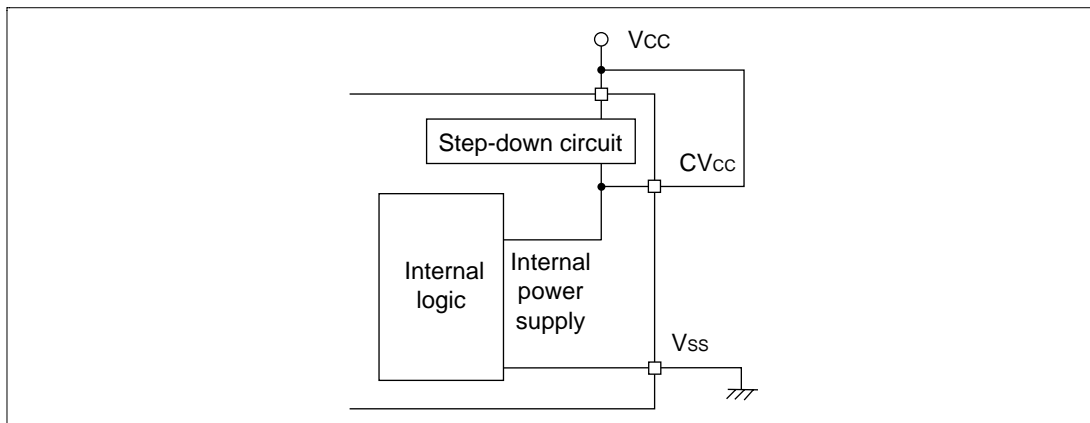 VCC
Step-down circuit
CVCC
Internal
logic
Internal
power
supply
VSS